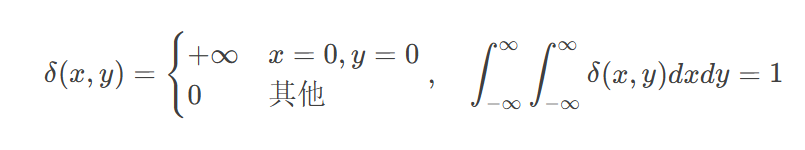 δ(x, y) = { +∞ x = 0, y = 0
0 其他 , ∫_{-∞}^{∞} ∫_{-∞}^{∞} δ(x, y)dxdy = 1